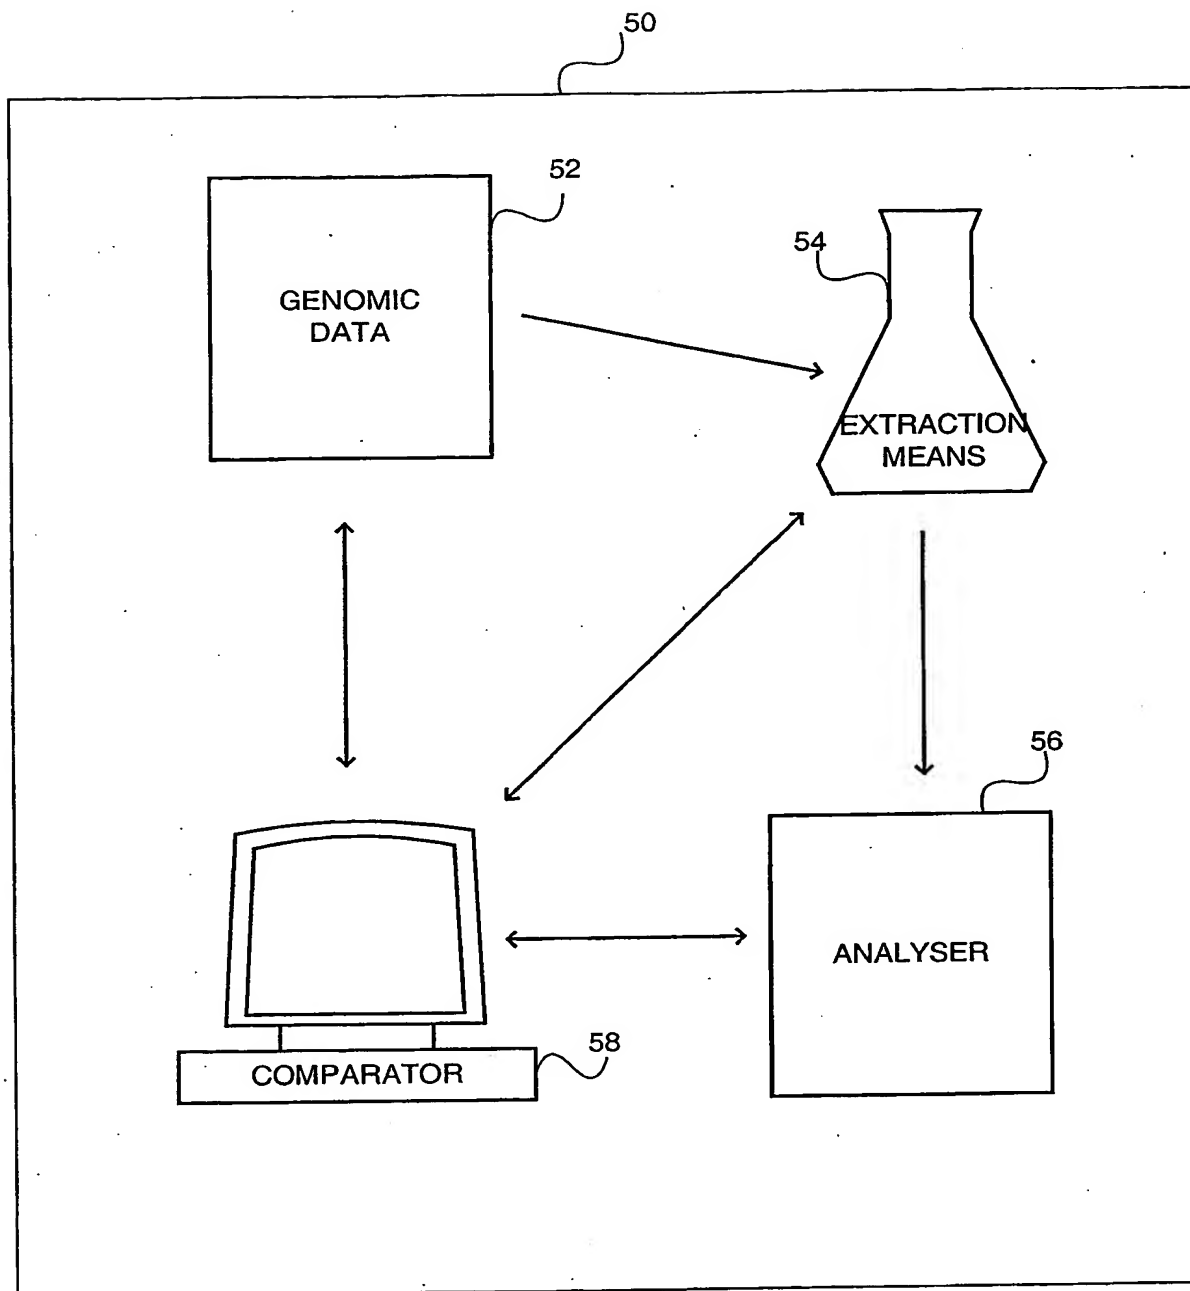 50
52
GENOMIC
DATA
54
EXTRACTION
MEANS
56
ANALYSER
58
COMPARATOR